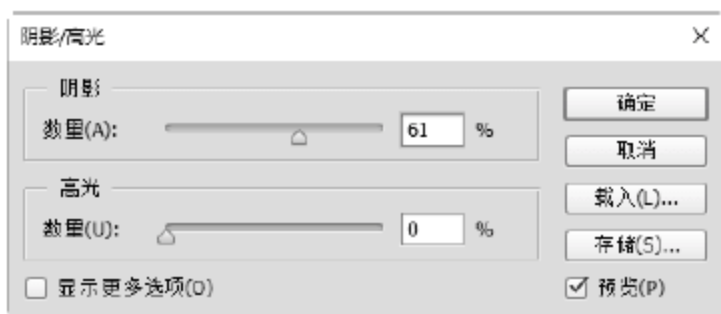 阴影/高光
阴影
数量(A): 61 %
高光
数量(U): 0 %
显示更多选项(O)
确定
取消
载入(L)...
存储(S)...
预览(P)